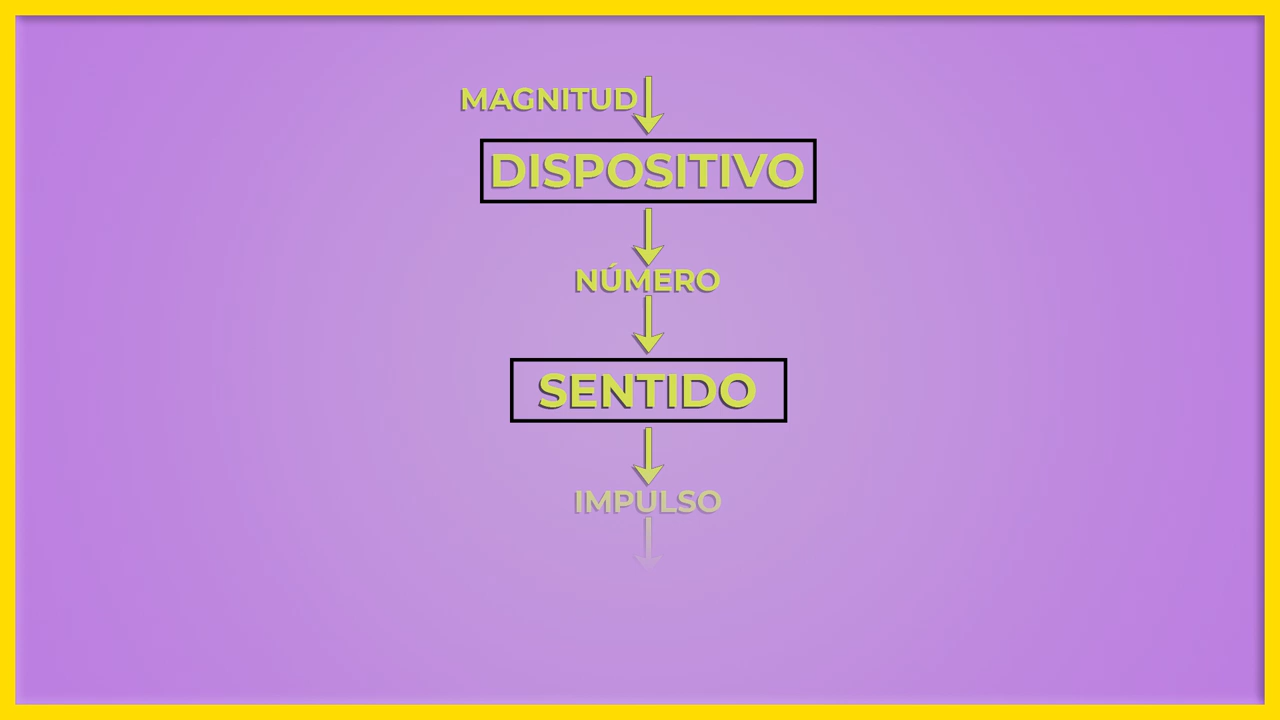 MAGNITUD
DISPOSITIVO
NÚMERO
SENTIDO
IMPULSO